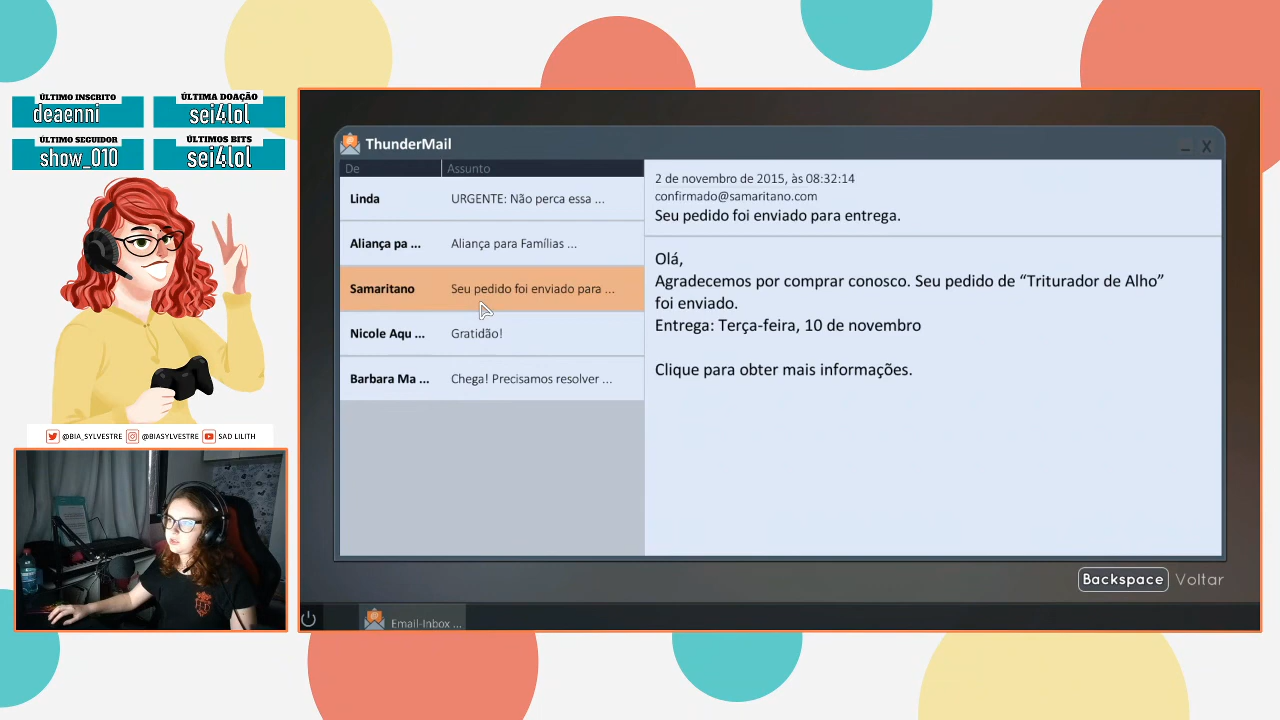 ÚLTIMO INSCRITO
deaenni
ÚLTIMA DOAÇÃO
sei4lol
ÚLTIMO SEGUIDOR
show_010
ÚLTIMOS BITS
sei4lol
@BIA_SYLVESTRE @BIASYLVESTRE SAD LILITH
ThunderMail
De Assunto
Linda URGENTE: Não perca essa ...
Aliança pa ... Aliança para Famílias ...
Samaritano Seu pedido foi enviado para ...
Nicole Aqu ... Gratidão!
Barbara Ma ... Chega! Precisamos resolver ...
2 de novembro de 2015, às 08:32:14
confirmado@samaritano.com
Seu pedido foi enviado para entrega.
Olá,
Agradecemos por comprar conosco. Seu pedido de “Triturador de Alho”
foi enviado.
Entrega: Terça-feira, 10 de novembro
Clique para obter mais informações.
Backspace Voltar
Email-Inbox ...